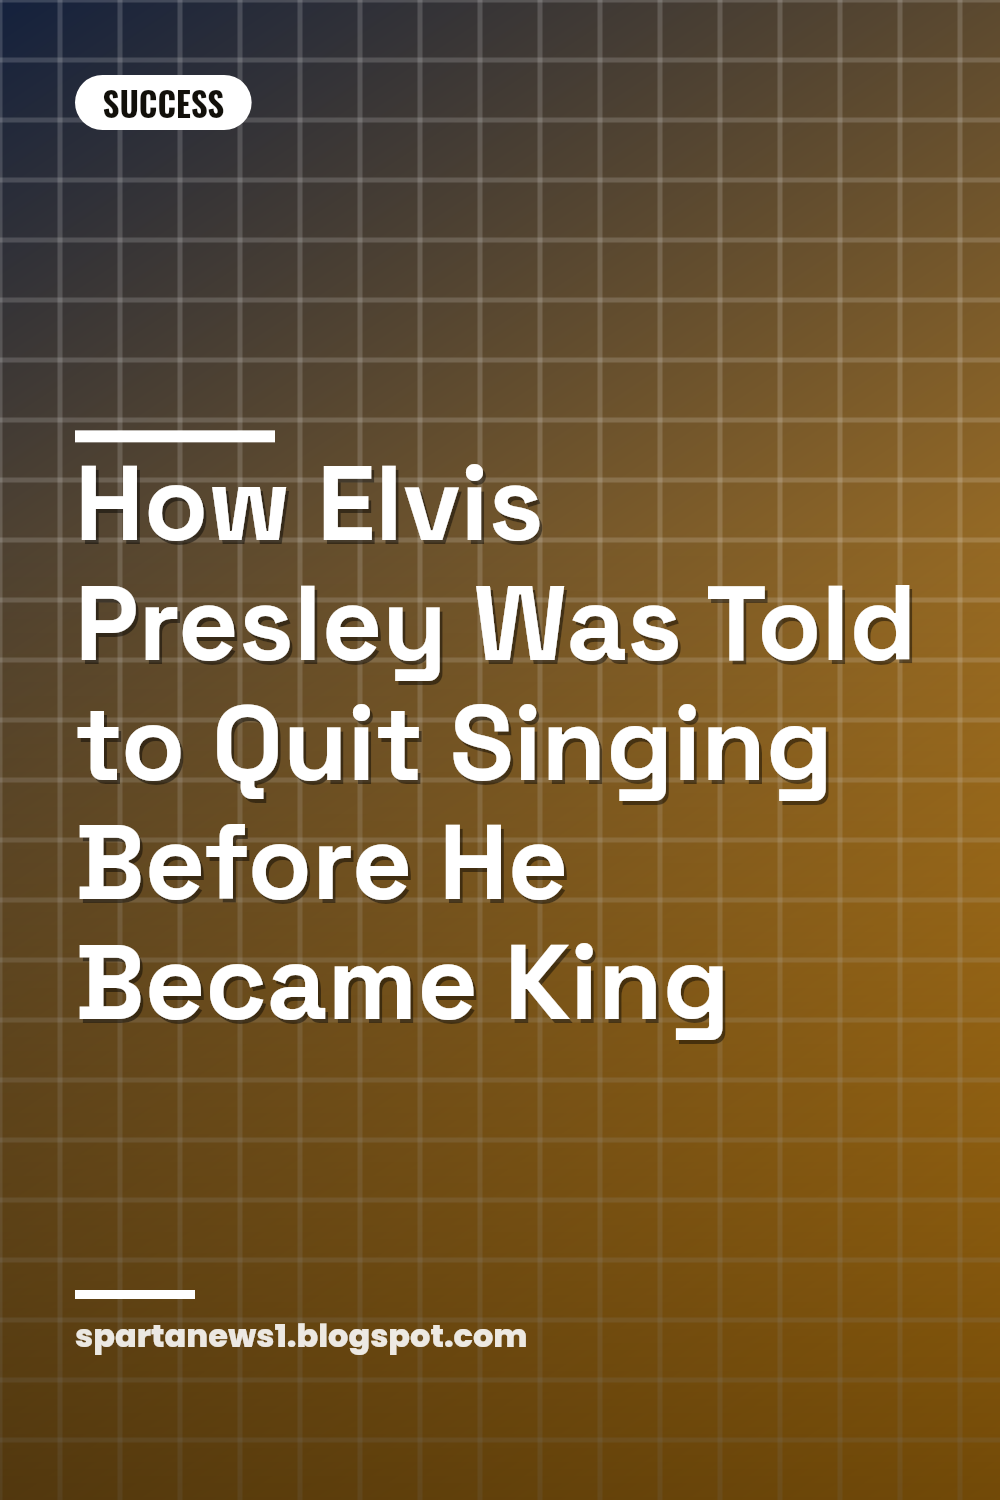 SUCCESS
How Elvis
Presley Was Told
to Quit Singing
Before He
Became King
spartanews1.blogspot.com